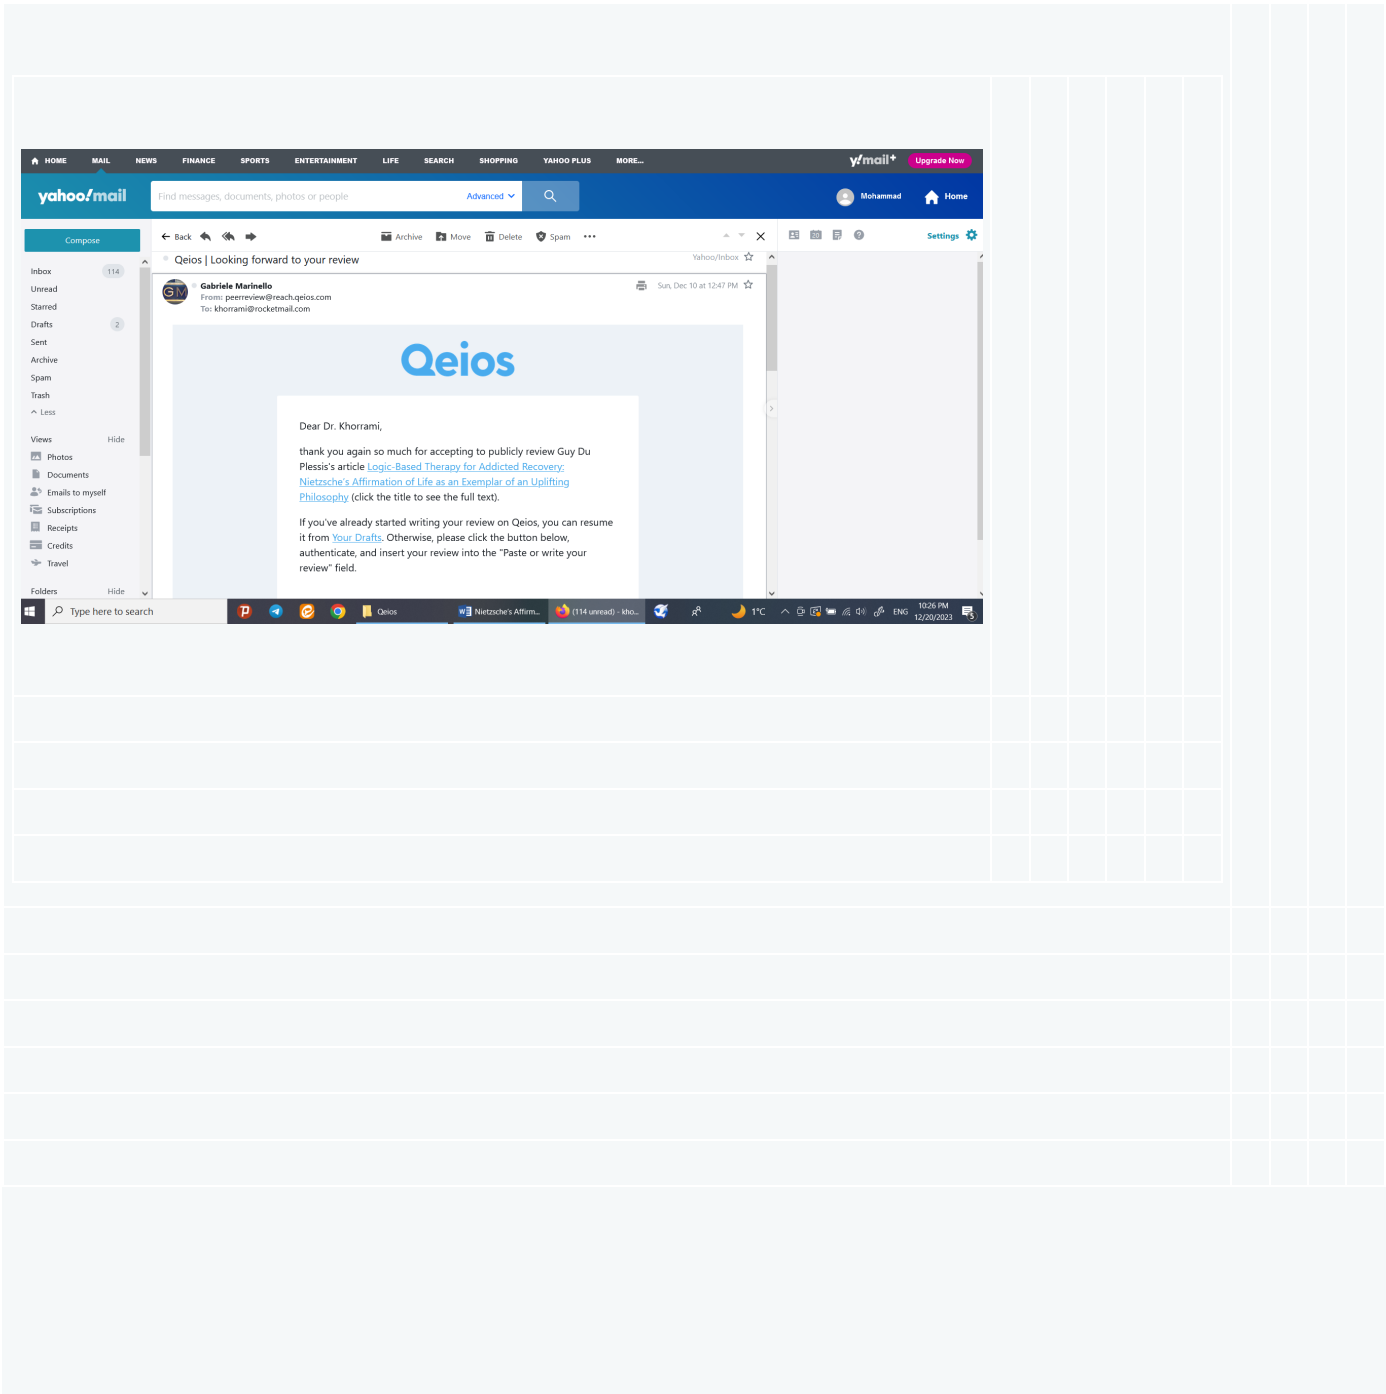 HOME MAIL NEWS FINANCE SPORTS ENTERTAINMENT LIFE SEARCH SHOPPING YAHOO PLUS MORE... y!mail+ Upgrade Now
yahoo!mail Find messages, documents, photos or people Advanced Mohammad Home
Compose Back Archive Move Delete Spam ••• 20 Settings
Qeios | Looking forward to your review Yahoo/Inbox
Inbox 114
Unread
Starred
Drafts 2
Sent
Archive
Spam
Trash
Less
Views Hide
Photos
Documents
Emails to myself
Subscriptions
Receipts
Credits
Travel
Folders Hide
GM Gabriele Marinello Sun, Dec 10 at 12:47 PM
From: peerreview@reach.qeios.com
To: khorrami@rocketmail.com
Qeios
Dear Dr. Khorrami,
thank you again so much for accepting to publicly review Guy Du
Plessis's article Logic-Based Therapy for Addicted Recovery:
Nietzsche's Affirmation of Life as an Exemplar of an Uplifting
Philosophy (click the title to see the full text).
If you've already started writing your review on Qeios, you can resume
it from Your Drafts. Otherwise, please click the button below,
authenticate, and insert your review into the "Paste or write your
review" field.
Type here to search Qeios Nietzsche's Affirm... (114 unread) - kho... 1°C ENG 10:26 PM
12/20/2023 5